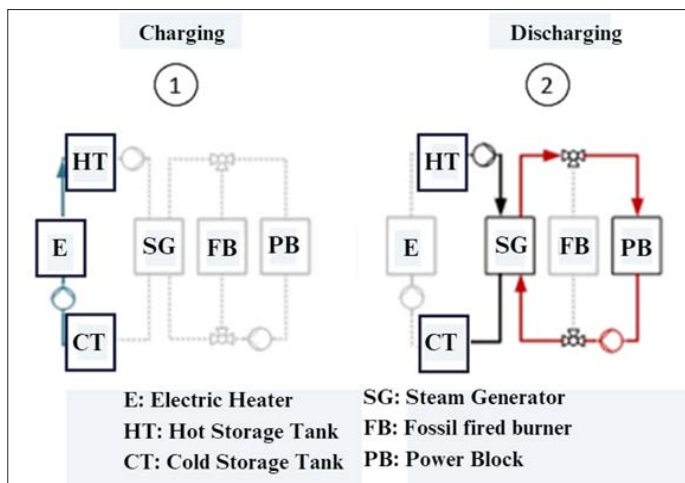 Charging
Discharging
1
2
HT
E
SG
FB
PB
CT
HT
E
SG
FB
PB
CT
E: Electric Heater
HT: Hot Storage Tank
CT: Cold Storage Tank
SG: Steam Generator
FB: Fossil fired burner
PB: Power Block